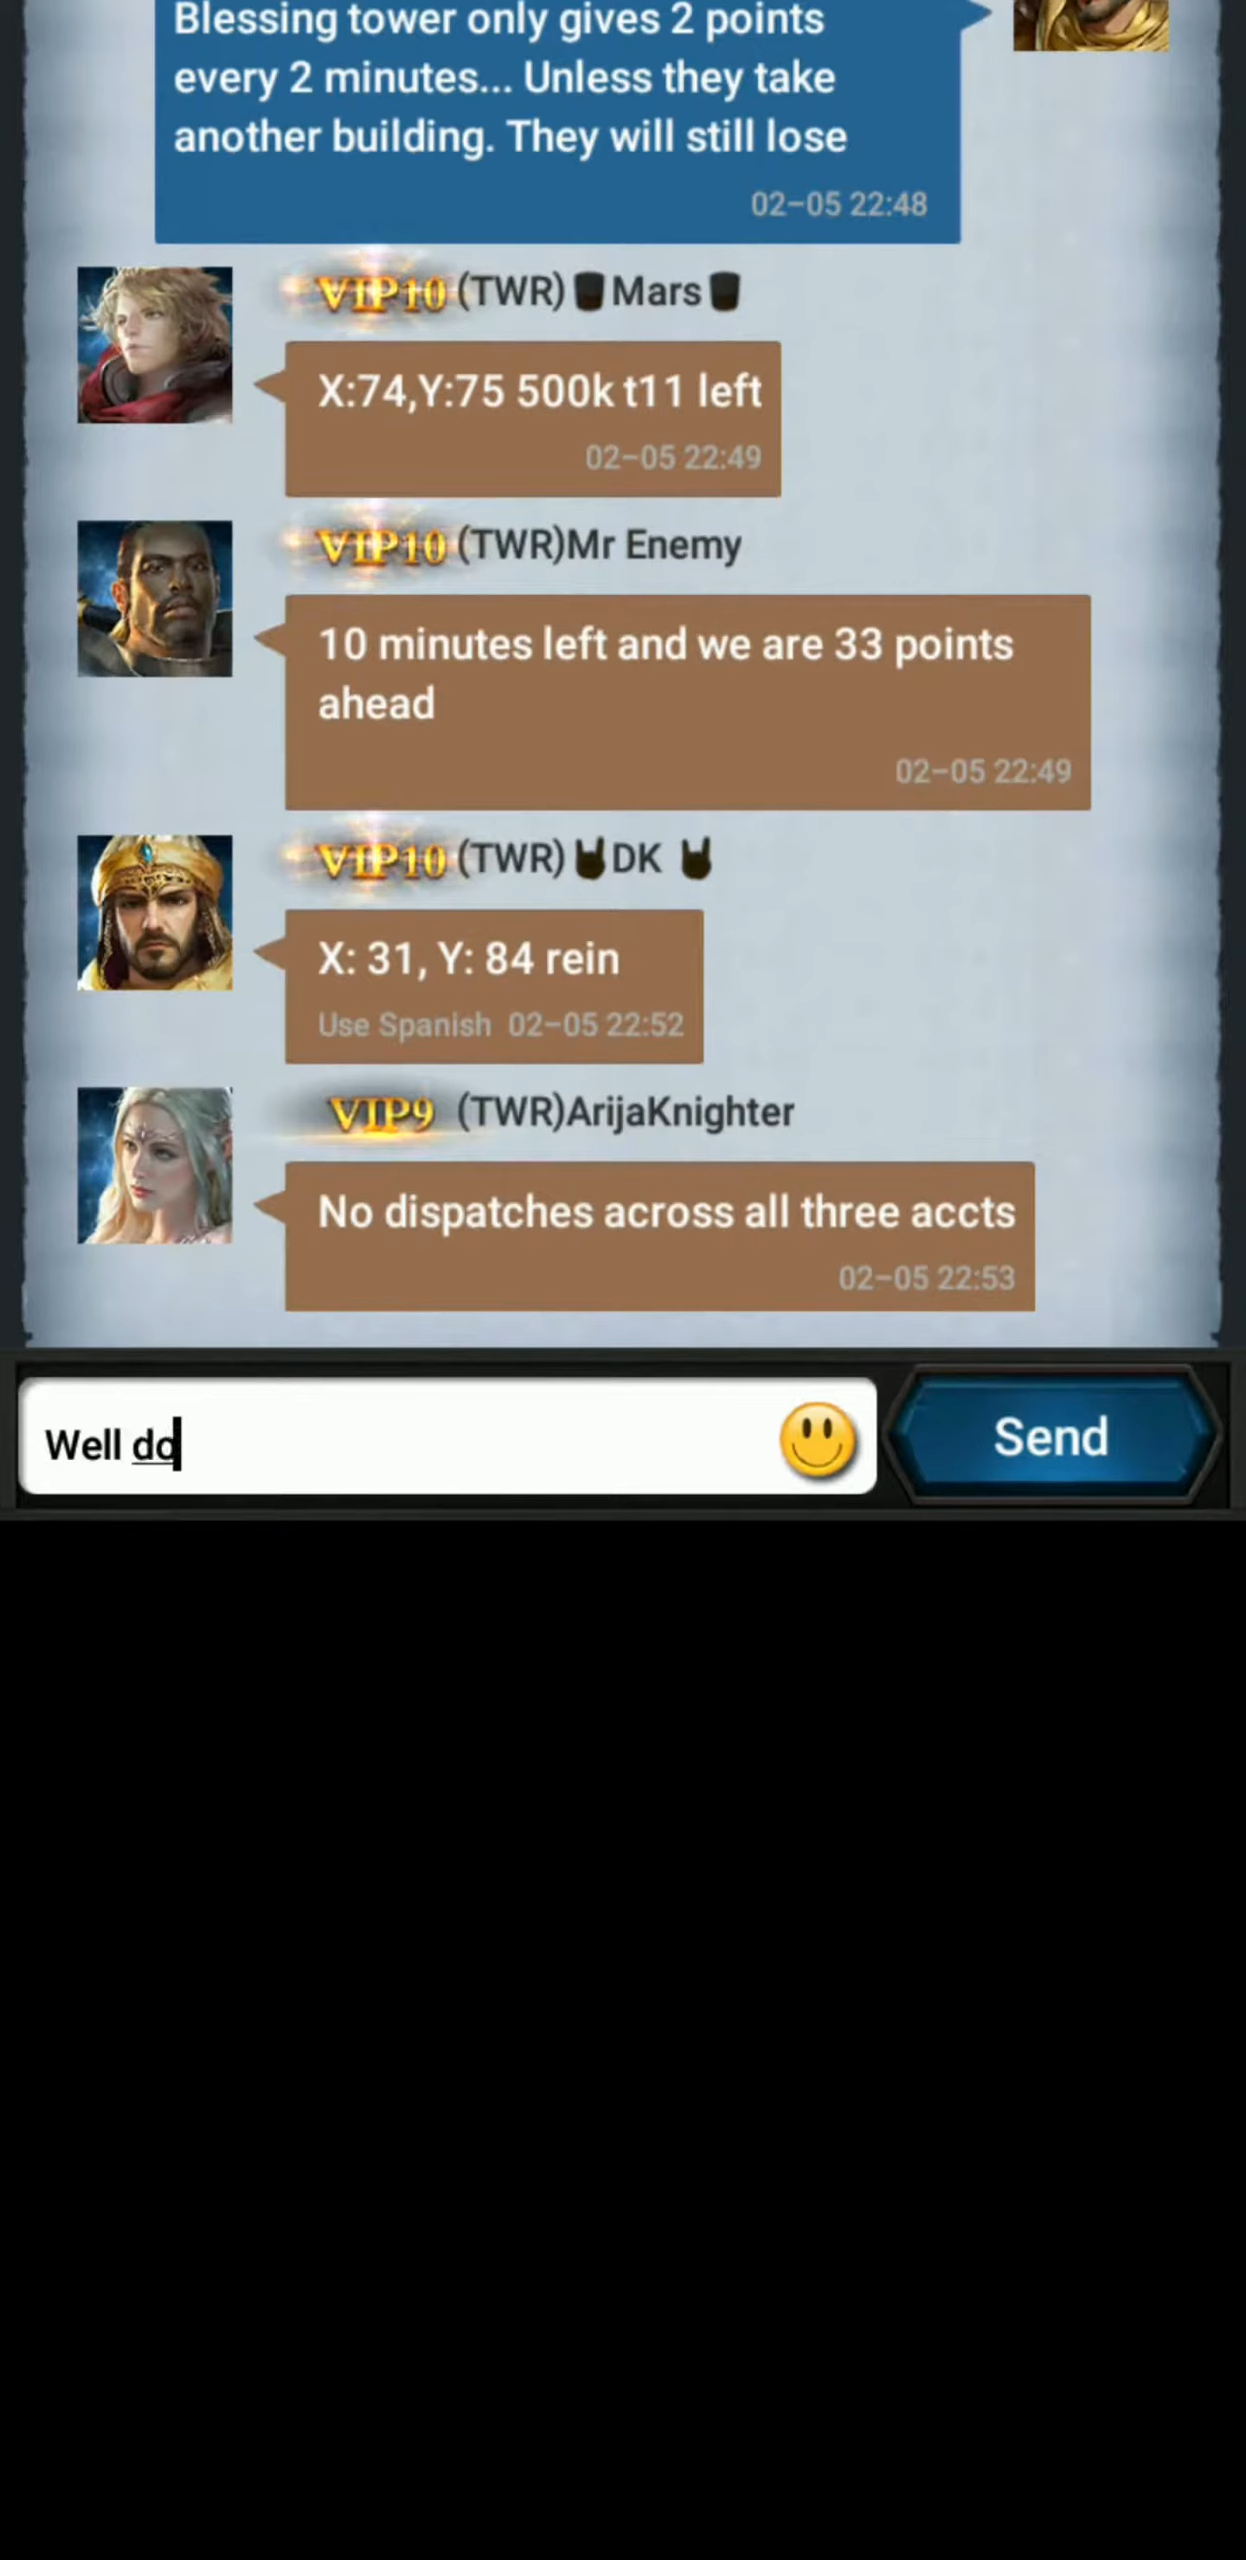 Blessing tower only gives 2 points
every 2 minutes... Unless they take
another building. They will still lose
02-05 22:48
VIP10 (TWR)Mars
X:74,Y:75 500k t11 left
02-05 22:49
VIP10 (TWR)Mr Enemy
10 minutes left and we are 33 points
ahead
02-05 22:49
VIP10 (TWR)🤘DK 🤘
X: 31, Y: 84 rein
Use Spanish 02-05 22:52
VIP9 (TWR)ArijaKnighter
No dispatches across all three accts
02-05 22:53
Well do
Send